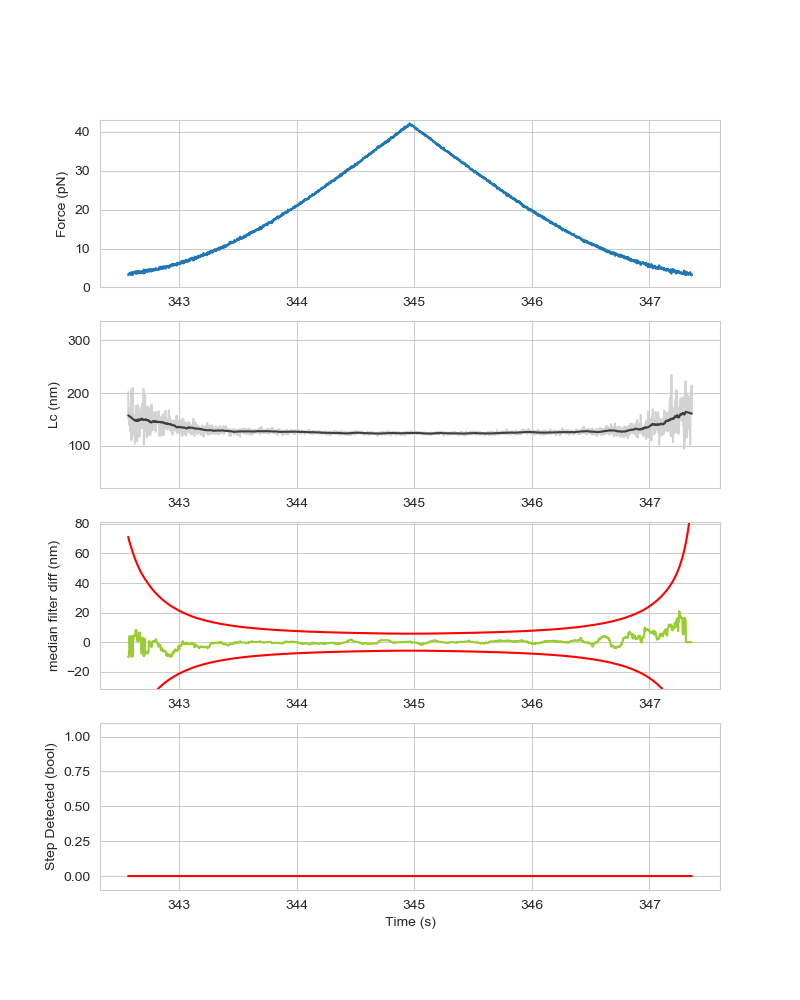 40
30
20
10
0
Force (pN)
343 344 345 346 347
300
200
100
Lc (nm)
343 344 345 346 347
80
60
40
20
0
−20
median filter diff (nm)
343 344 345 346 347
1.00
0.75
0.50
0.25
0.00
Step Detected (bool)
343 344 345 346 347
Time (s)